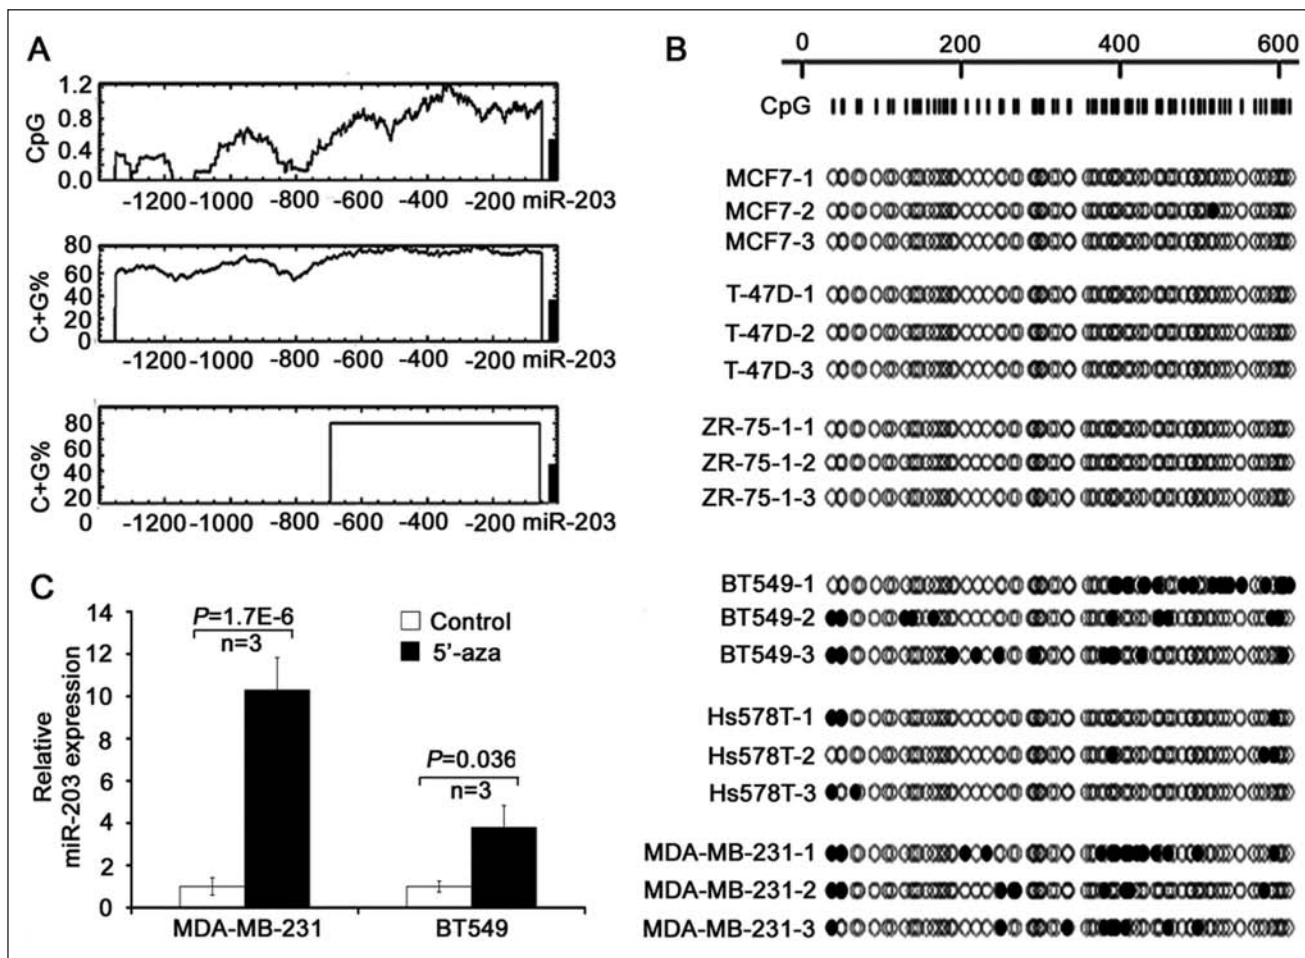 A
CpG
1.2
0.8
0.4
0.0
-1200 -1000 -800 -600 -400 -200 miR-203
C+G%
80
60
40
20
0
-1200 -1000 -800 -600 -400 -200 miR-203
C+G%
80
60
40
20
0
0 -1200 -1000 -800 -600 -400 -200 miR-203
B
0 200 400 600
CpG
MCF7-1
MCF7-2
MCF7-3
T-47D-1
T-47D-2
T-47D-3
ZR-75-1-1
ZR-75-1-2
ZR-75-1-3
BT549-1
BT549-2
BT549-3
Hs578T-1
Hs578T-2
Hs578T-3
MDA-MB-231-1
MDA-MB-231-2
MDA-MB-231-3
C
Relative
miR-203 expression
14
12
10
8
6
4
2
0
P=1.7E-6
n=3
Control
5'-aza
P=0.036
n=3
MDA-MB-231 BT549